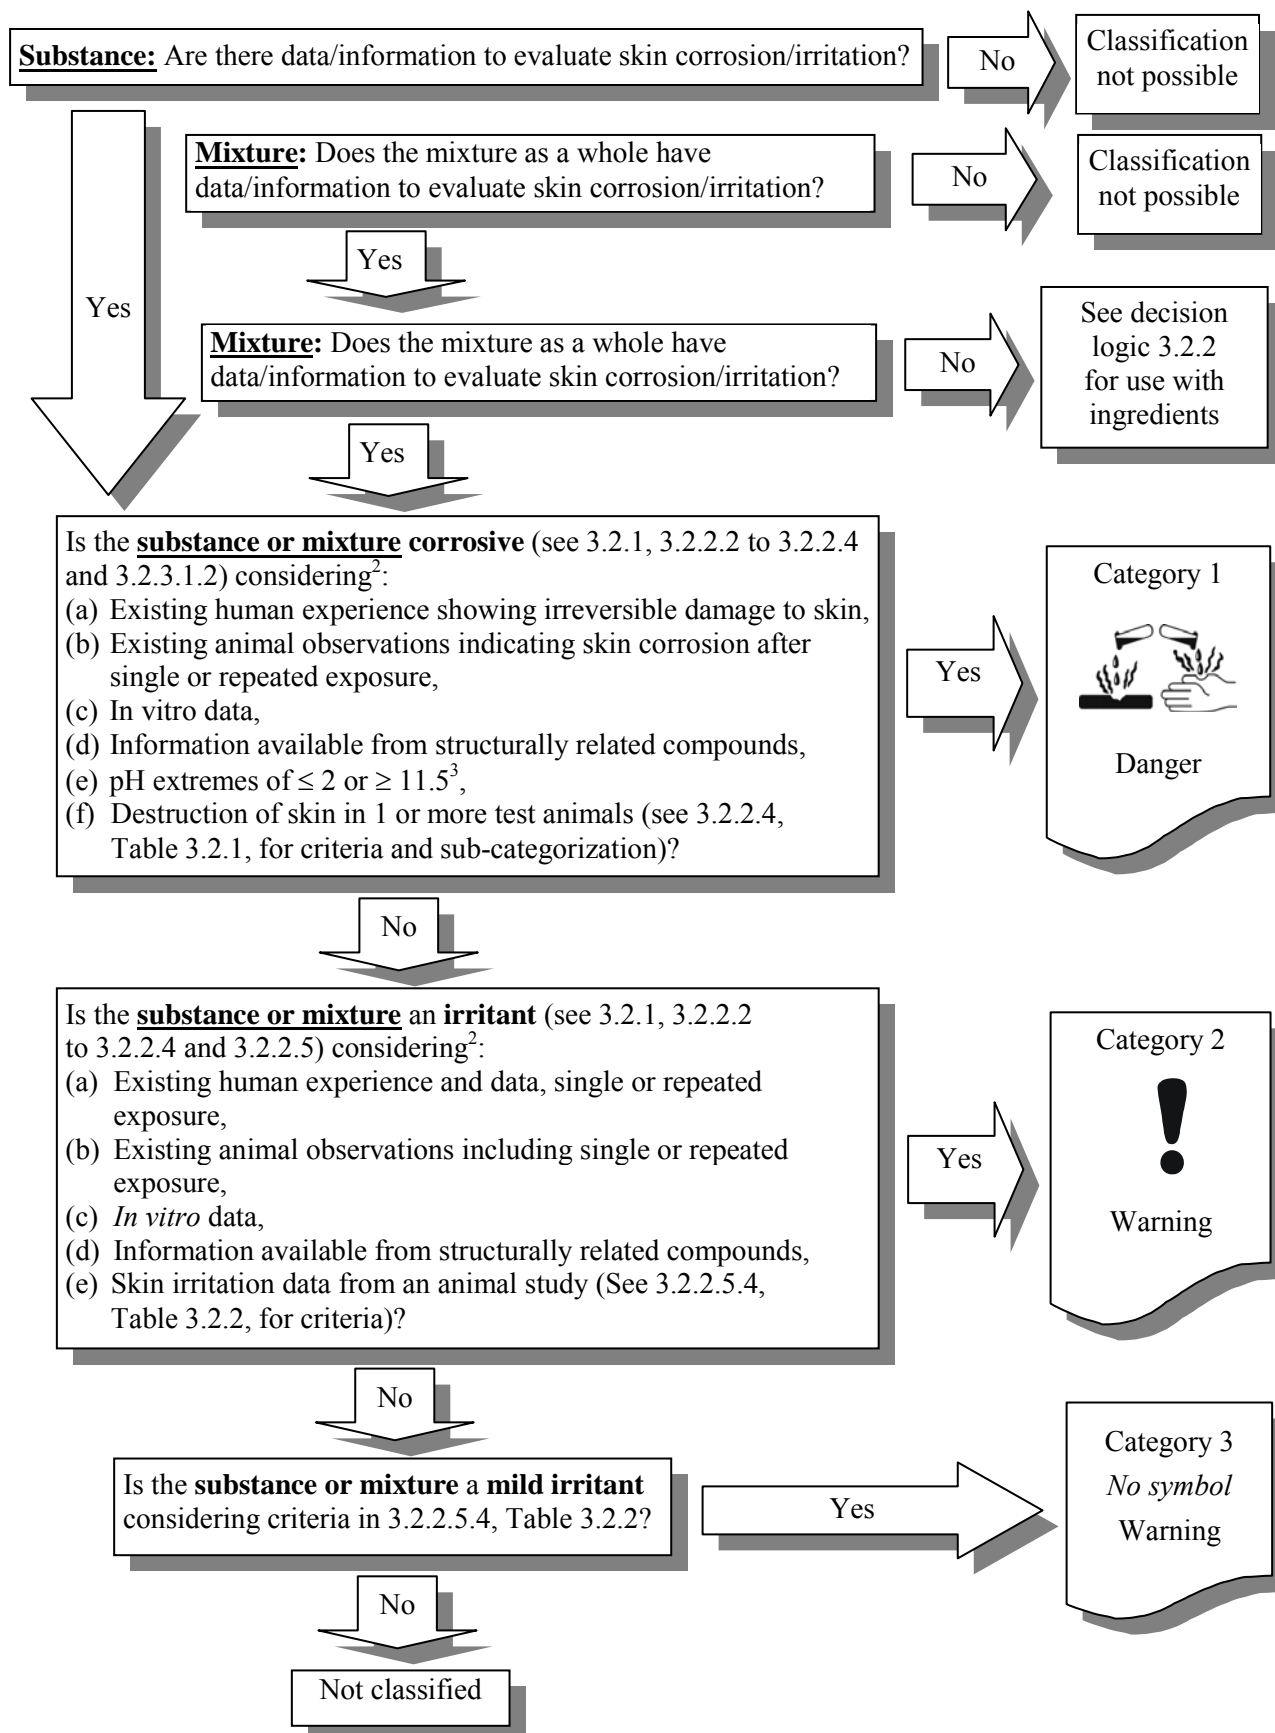 Substance: Are there data/information to evaluate skin corrosion/irritation?
No
Classification
not possible
Mixture: Does the mixture as a whole have
data/information to evaluate skin corrosion/irritation?
No
Classification
not possible
Yes
Yes
Mixture: Does the mixture as a whole have
data/information to evaluate skin corrosion/irritation?
No
See decision
logic 3.2.2
for use with
ingredients
Yes
Is the substance or mixture corrosive (see 3.2.1, 3.2.2.2 to 3.2.2.4
and 3.2.3.1.2) considering²:
(a) Existing human experience showing irreversible damage to skin,
(b) Existing animal observations indicating skin corrosion after
single or repeated exposure,
(c) In vitro data,
(d) Information available from structurally related compounds,
(e) pH extremes of ≤ 2 or ≥ 11.5³,
(f) Destruction of skin in 1 or more test animals (see 3.2.2.4,
Table 3.2.1, for criteria and sub-categorization)?
Yes
Category 1
Danger
No
Is the substance or mixture an irritant (see 3.2.1, 3.2.2.2
to 3.2.2.4 and 3.2.2.5) considering²:
(a) Existing human experience and data, single or repeated
exposure,
(b) Existing animal observations including single or repeated
exposure,
(c) In vitro data,
(d) Information available from structurally related compounds,
(e) Skin irritation data from an animal study (See 3.2.2.5.4,
Table 3.2.2, for criteria)?
Yes
Category 2
Warning
No
Is the substance or mixture a mild irritant
considering criteria in 3.2.2.5.4, Table 3.2.2?
Yes
Category 3
No symbol
Warning
No
Not classified